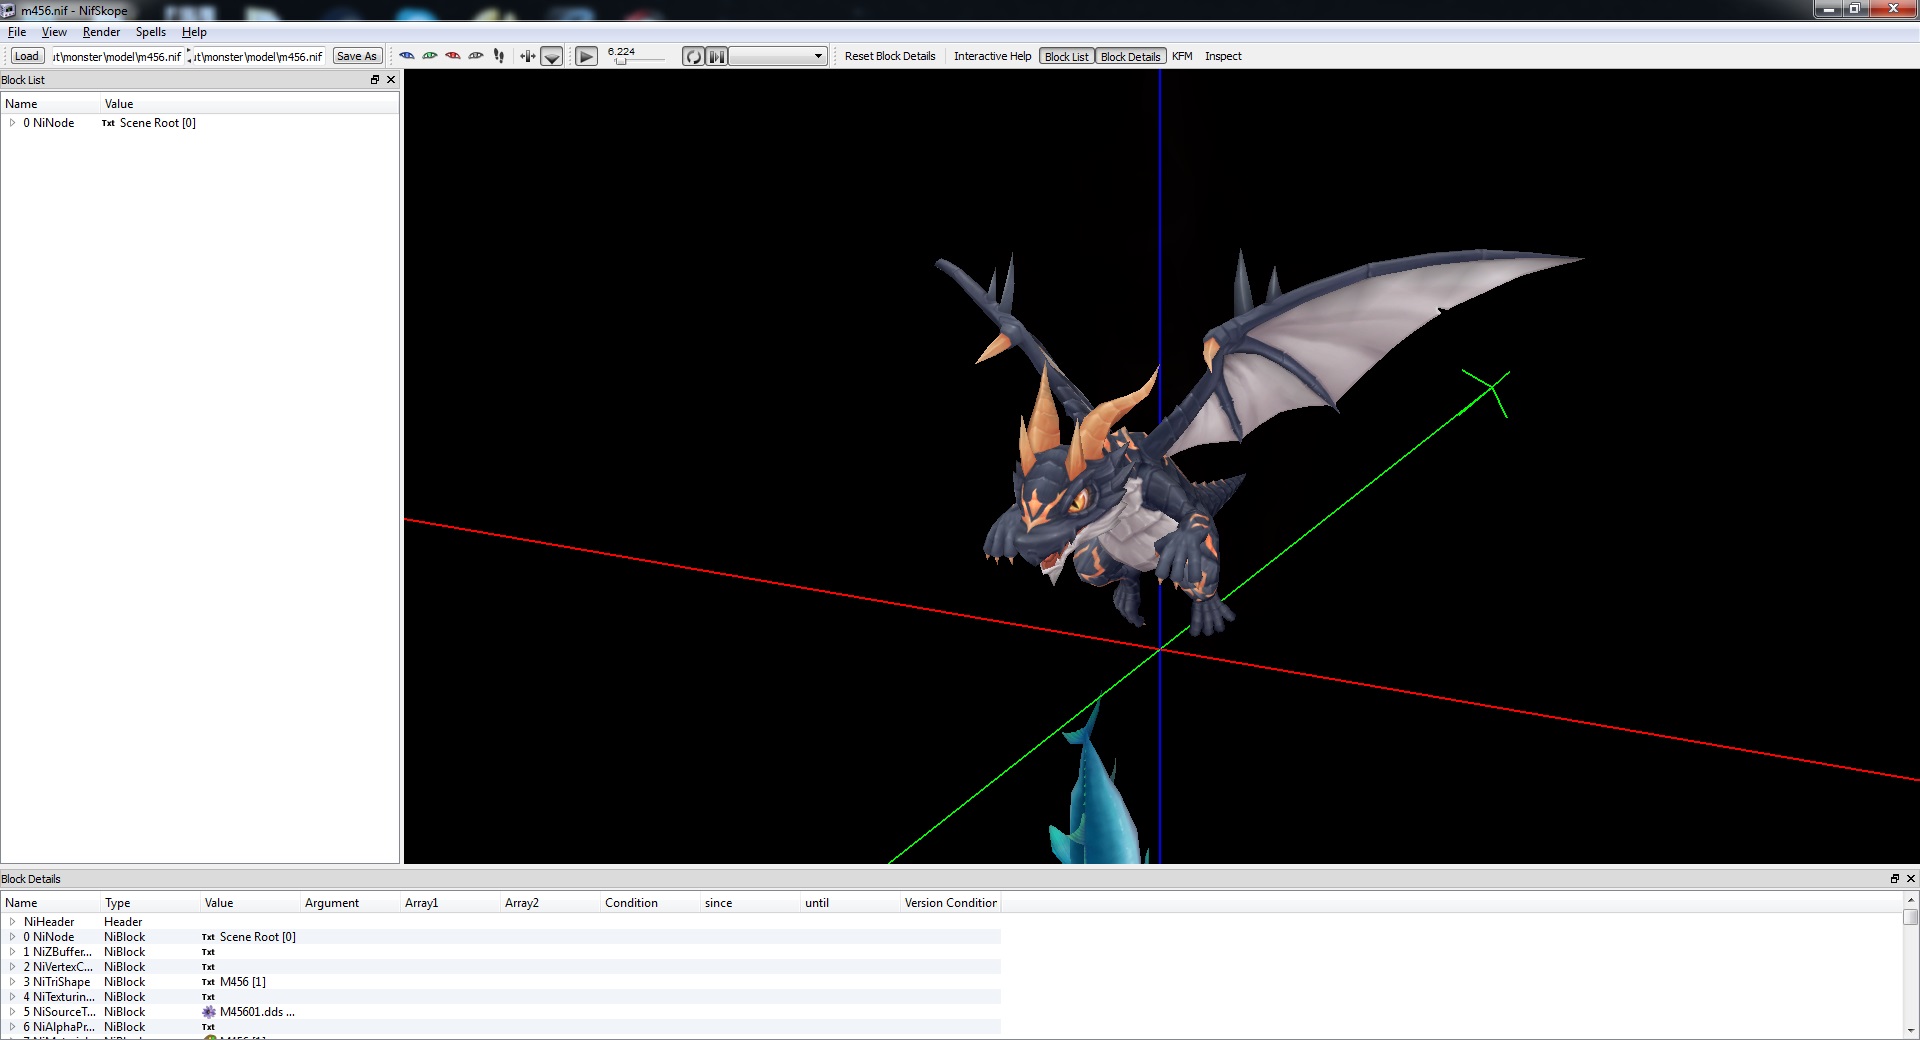 m456.nif - NifSkope
File View Render Spells Help
Load ut\monster\model\m456.nif ut\monster\model\m456.nif Save As 6.224 Reset Block Details Interactive Help Block List Block Details KFM Inspect
Block List
Name Value
0 NiNode Txt Scene Root [0]
Block Details
Name Type Value Argument Array1 Array2 Condition since until Version Condition
NiHeader Header
0 NiNode NiBlock Txt Scene Root [0]
1 NiZBuffer... NiBlock Txt
2 NiVertexC... NiBlock Txt
3 NiTriShape NiBlock Txt M456 [1]
4 NiTexturin... NiBlock Txt
5 NiSourceT... NiBlock M45601.dds ...
6 NiAlphaPr... NiBlock Txt